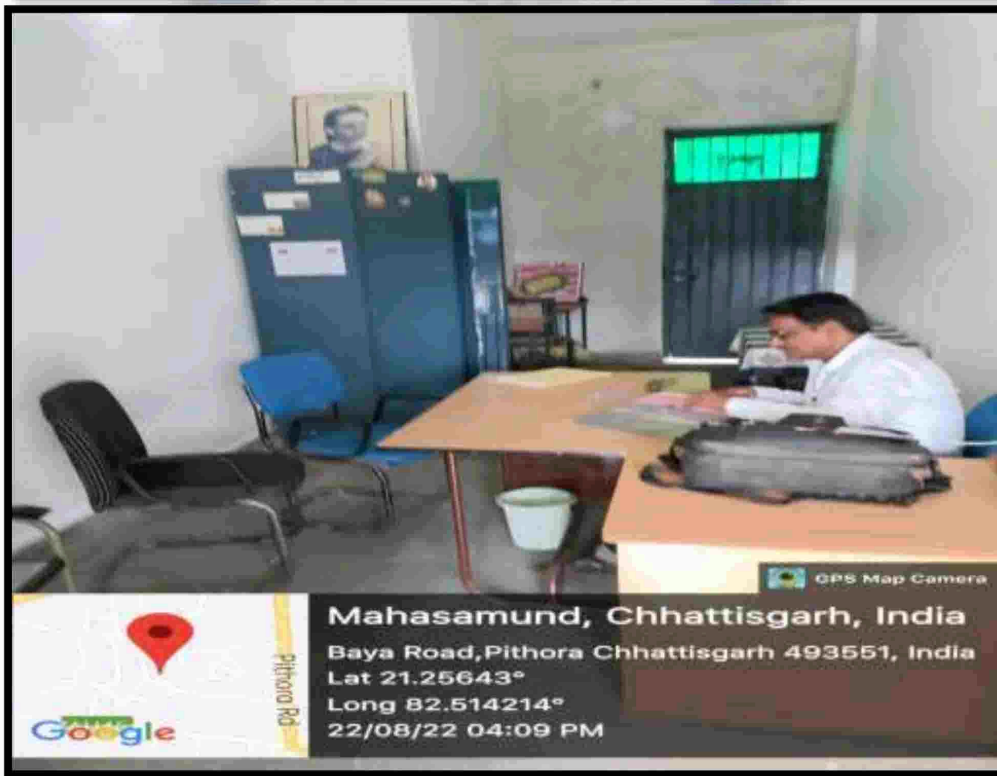 GPS Map Camera
Mahasamund, Chhattisgarh, India
Baya Road,Pithora Chhattisgarh 493551, India
Lat 21.25643°
Long 82.514214°
22/08/22 04:09 PM
Pithora Rd
Google